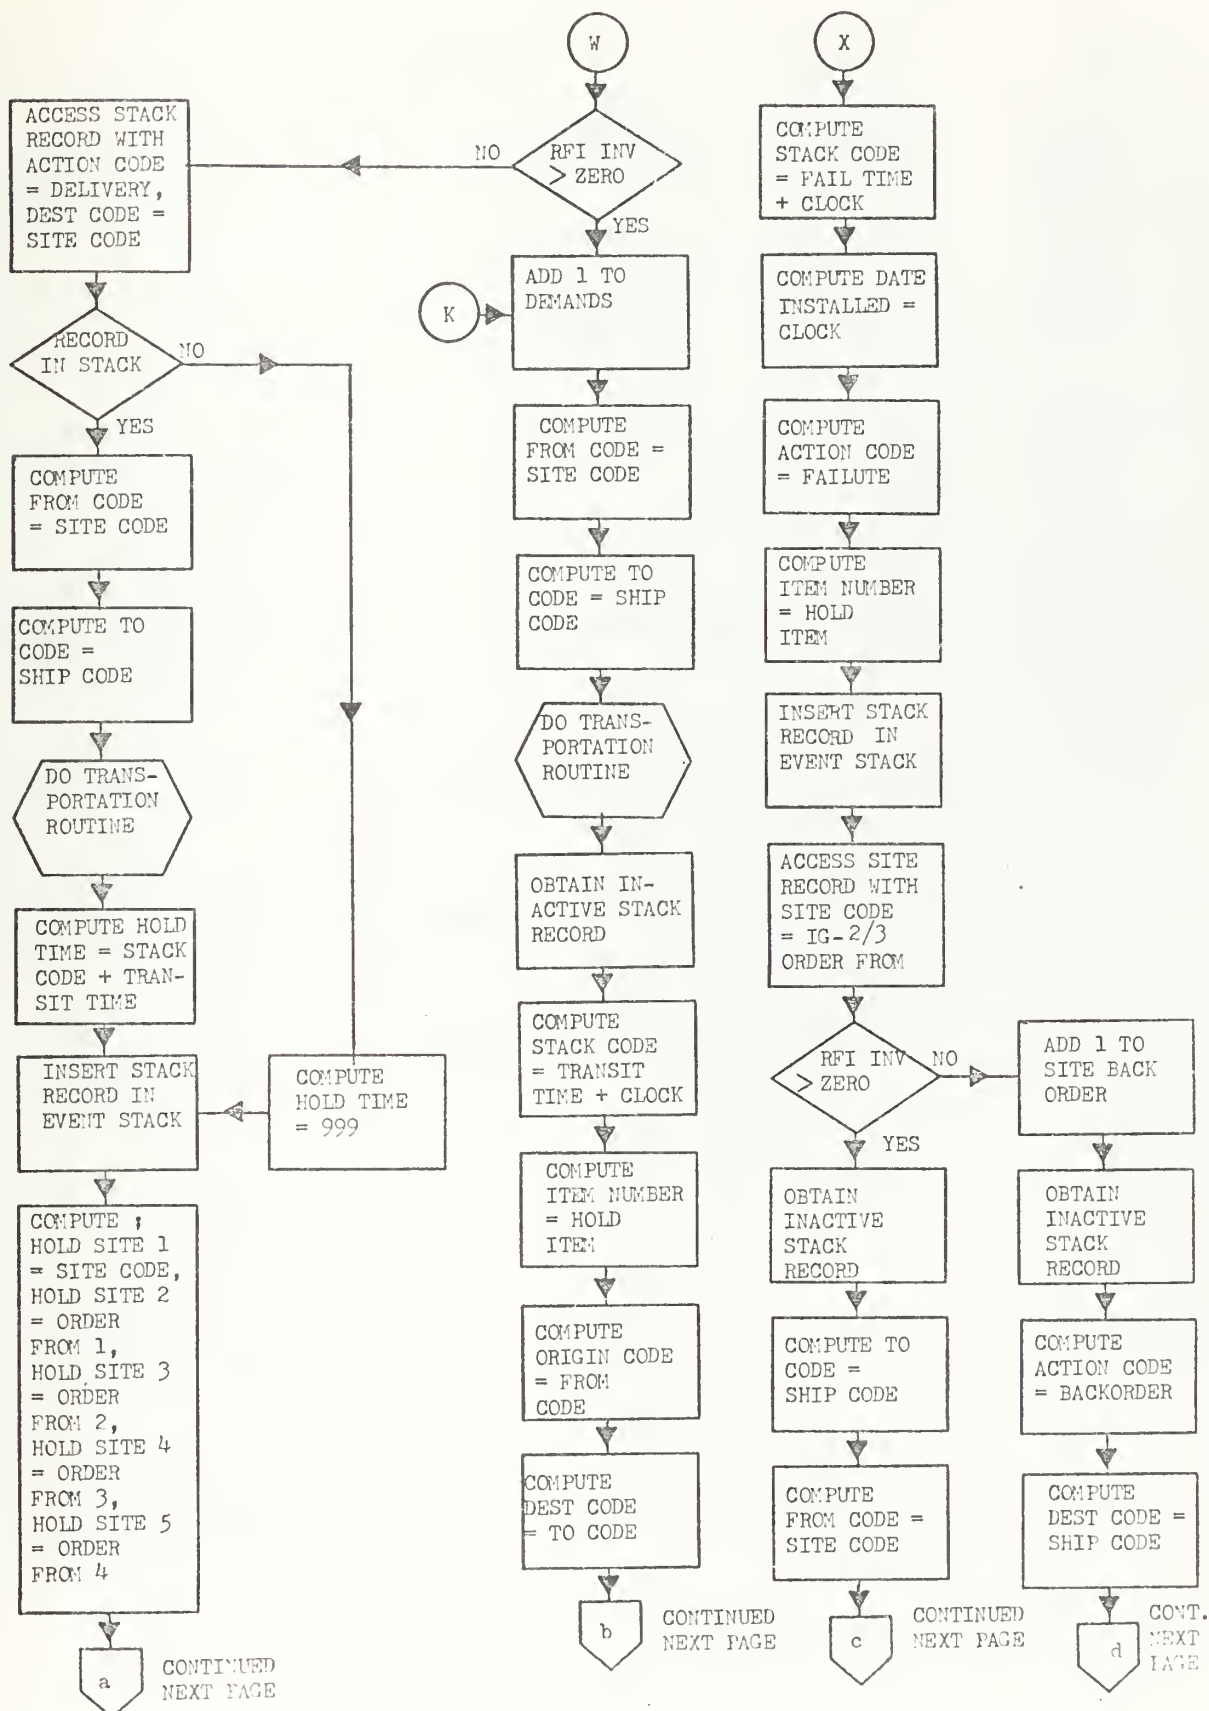 W
X
ACCESS STACK
RECORD WITH
ACTION CODE
= DELIVERY,
DEST CODE =
SITE CODE
NO
RFI INV
> ZERO
YES
RECORD
IN STACK
NO
YES
COMPUTE
FROM CODE
= SITE CODE
COMPUTE TO
CODE =
SHIP CODE
DO TRANS-
PORTATION
ROUTINE
COMPUTE HOLD
TIME = STACK
CODE + TRAN-
SIT TIME
INSERT STACK
RECORD IN
EVENT STACK
COMPUTE
HOLD TIME
= 999
COMPUTE ;
HOLD SITE 1
= SITE CODE,
HOLD SITE 2
= ORDER
FROM 1,
HOLD SITE 3
= ORDER
FROM 2,
HOLD SITE 4
= ORDER
FROM 3,
HOLD SITE 5
= ORDER
FROM 4
a
CONTINUED
NEXT PAGE
K
ADD 1 TO
DEMANDS
COMPUTE
FROM CODE =
SITE CODE
COMPUTE TO
CODE = SHIP
CODE
DO TRANS-
PORTATION
ROUTINE
OBTAIN IN-
ACTIVE STACK
RECORD
COMPUTE
STACK CODE
= TRANSIT
TIME + CLOCK
COMPUTE
ITEM NUMBER
= HOLD
ITEM
COMPUTE
ORIGIN CODE
= FROM
CODE
COMPUTE
DEST CODE
= TO CODE
b
CONTINUED
NEXT PAGE
COMPUTE
STACK CODE
= FAIL TIME
+ CLOCK
COMPUTE DATE
INSTALLED =
CLOCK
COMPUTE
ACTION CODE
= FAILUTE
COMPUTE
ITEM NUMBER
= HOLD
ITEM
INSERT STACK
RECORD IN
EVENT STACK
ACCESS SITE
RECORD WITH
SITE CODE
= IG-2/3
ORDER FROM
RFI INV
> ZERO
NO
YES
OBTAIN
INACTIVE
STACK
RECORD
COMPUTE TO
CODE =
SHIP CODE
COMPUTE
FROM CODE =
SITE CODE
c
CONTINUED
NEXT PAGE
ADD 1 TO
SITE BACK
ORDER
OBTAIN
INACTIVE
STACK
RECORD
COMPUTE
ACTION CODE
= BACKORDER
COMPUTE
DEST CODE =
SHIP CODE
d
CONT.
NEXT
PAGE